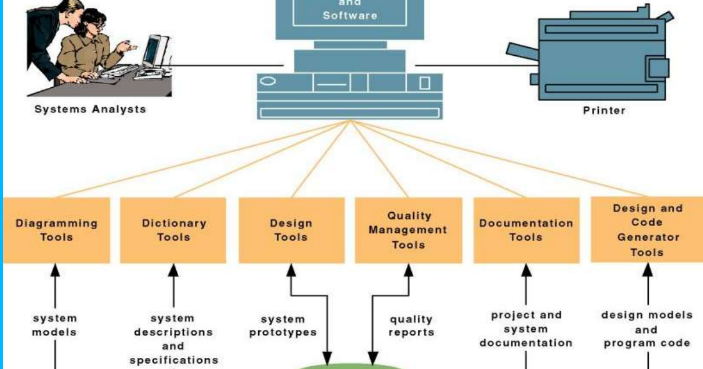 and
Software
Systems Analysts
Printer
Diagramming
Tools
Dictionary
Tools
Design
Tools
Quality
Management
Tools
Documentation
Tools
Design and
Code
Generator
Tools
system
models
system
descriptions
and
specifications
system
prototypes
quality
reports
project and
system
documentation
design models
and
program code